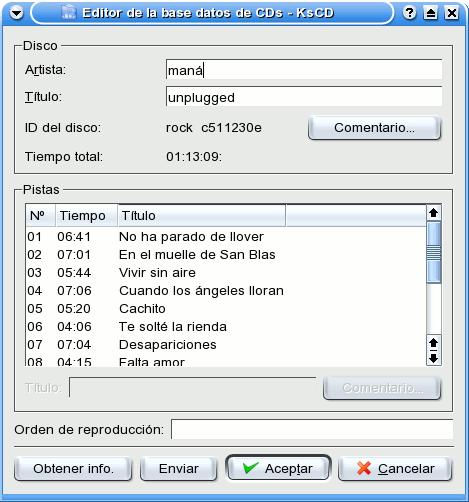 Editor de la base datos de CDs - KsCD
Disco
Artista: maná
Título: unplugged
ID del disco: rock c511230e Comentario...
Tiempo total: 01:13:09:
Pistas
Nº Tiempo Título
01 06:41 No ha parado de llover
02 07:01 En el muelle de San Blas
03 05:44 Vivir sin aire
04 07:06 Cuando los ángeles lloran
05 05:20 Cachito
06 04:06 Te solté la rienda
07 07:04 Desapariciones
08 04:15 Falta amor
Título: Comentario...
Orden de reproducción:
Obtener info. Enviar Aceptar Cancelar